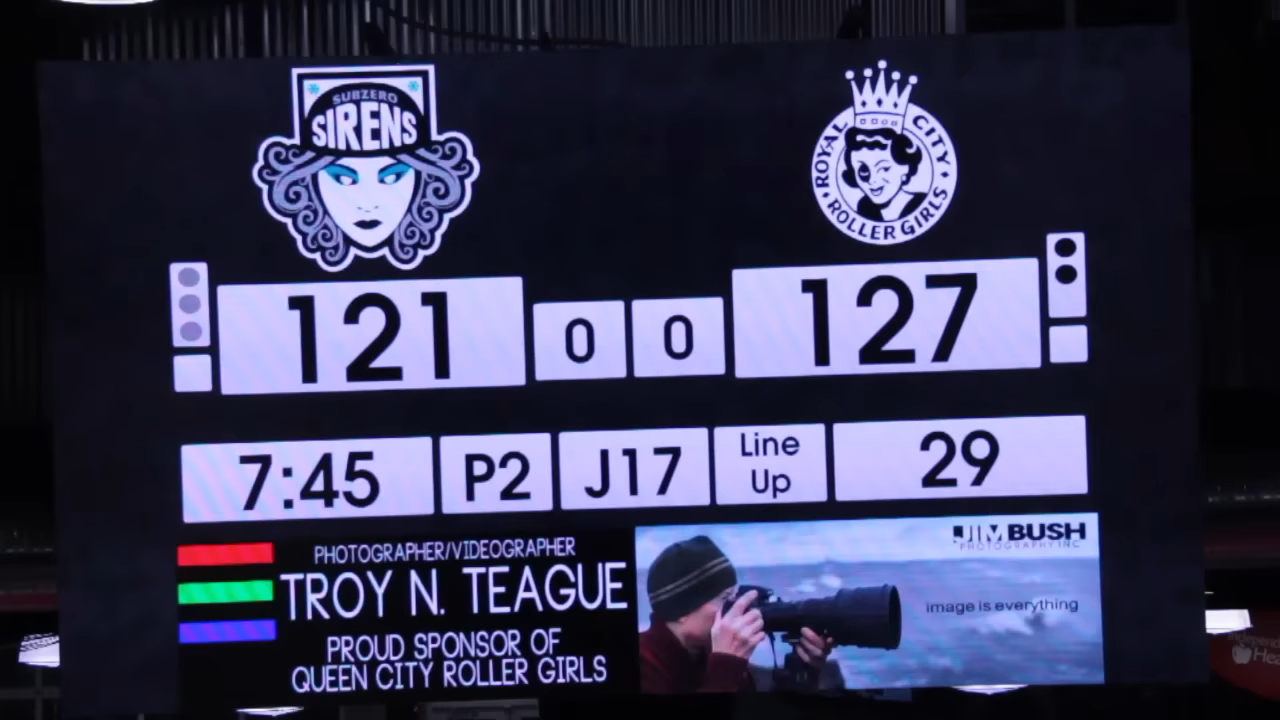 SUBZERO
SIRENS
ROYAL CITY
ROLLER GIRLS
121
0
0
127
7:45
P2
J17
Line
Up
29
PHOTOGRAPHER/VIDEOGRAPHER
TROY N. TEAGUE
PROUD SPONSOR OF
QUEEN CITY ROLLER GIRLS
JIM BUSH
PHOTOGRAPHY INC
image is everything